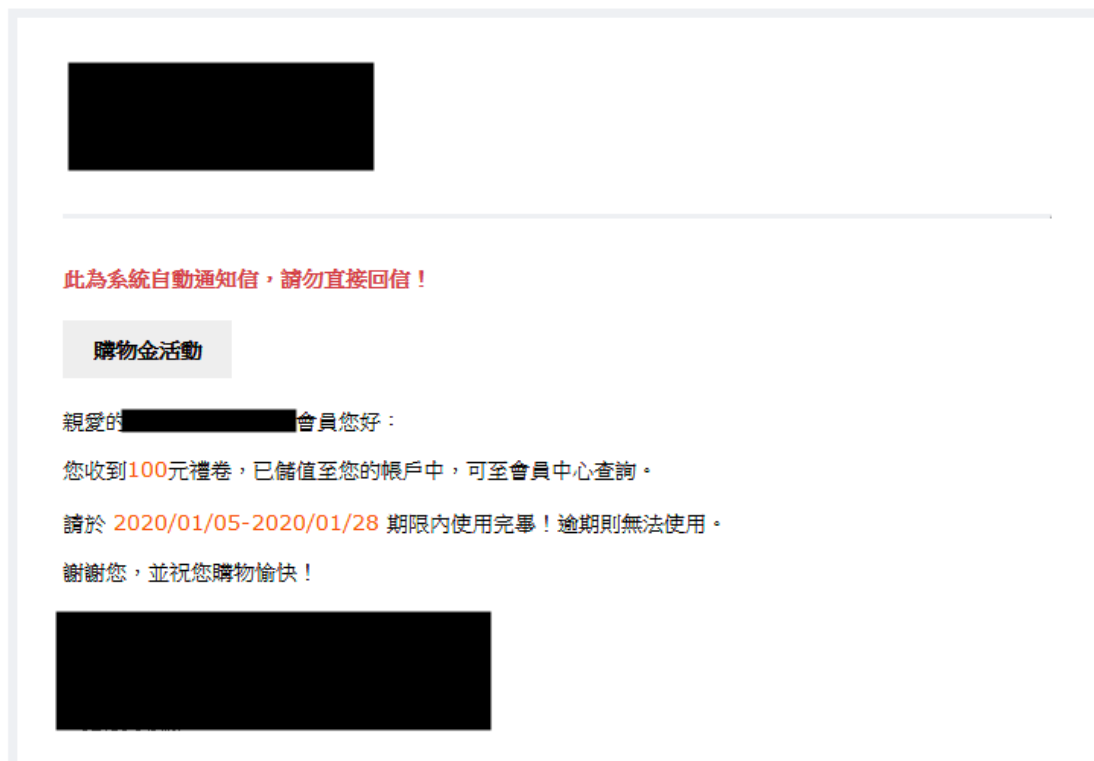 此為系統自動通知信，請勿直接回信！
購物金活動
親愛的會員您好：
您收到100元禮卷，已儲值至您的帳戶中，可至會員中心查詢。
請於 2020/01/05-2020/01/28 期限內使用完畢！逾期則無法使用。
謝謝您，並祝您購物愉快！